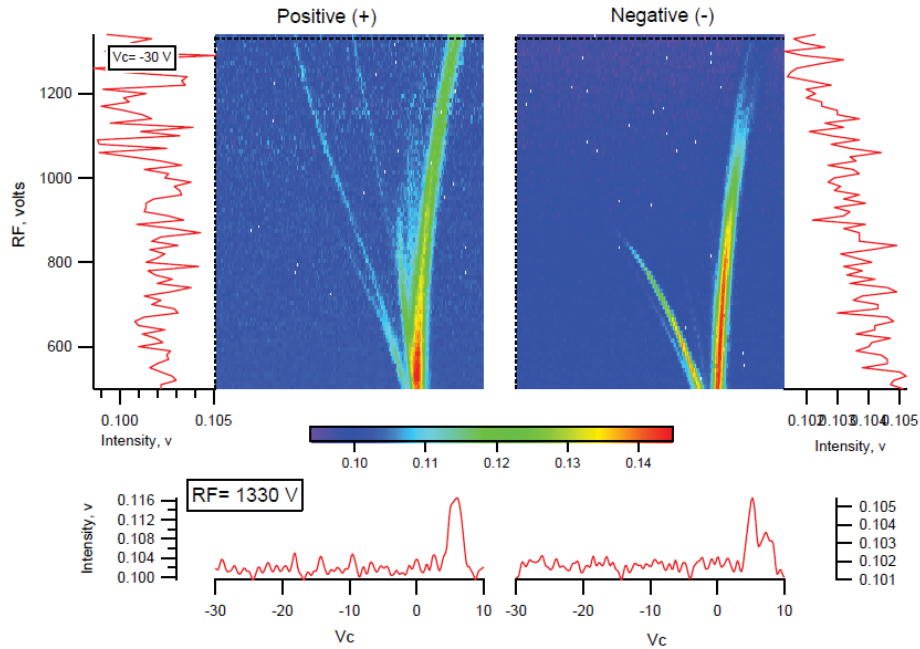 Positive (+) Negative (-)
Vc= -30 V
1200
1000
800
600
RF, volts
0.100 0.105
Intensity, v
0.102 0.103 0.104 0.105
Intensity, v
0.10 0.11 0.12 0.13 0.14
RF= 1330 V
0.116
0.112
0.108
0.104
0.100
Intensity, v
0.105
0.104
0.103
0.102
0.101
-30 -20 -10 0 10
-30 -20 -10 0 10
Vc Vc